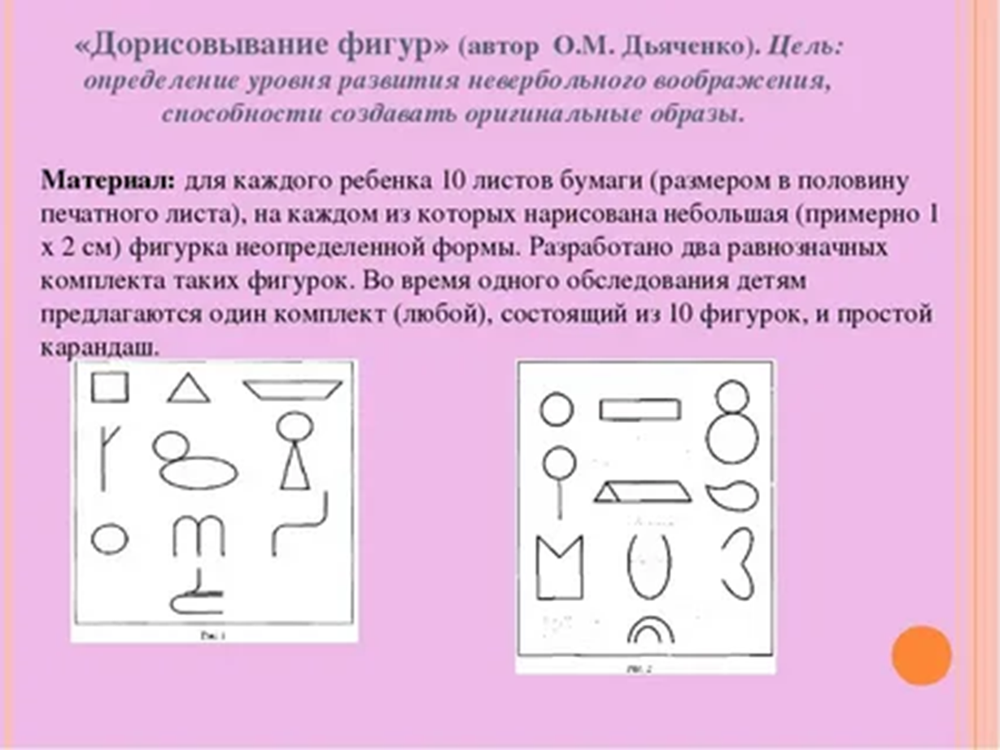 «Дорисовывание фигур» (автор О.М. Дьяченко). Цель:
определение уровня развития невербольного воображения,
способности создавать оригинальные образы.
Материал: для каждого ребенка 10 листов бумаги (размером в половину
печатного листа), на каждом из которых нарисована небольшая (примерно 1
х 2 см) фигурка неопределенной формы. Разработано два равнозначных
комплекта таких фигурок. Во время одного обследования детям
предлагаются один комплект (любой), состоящий из 10 фигурок, и простой
карандаш.
Рис. 1
Рис. 2